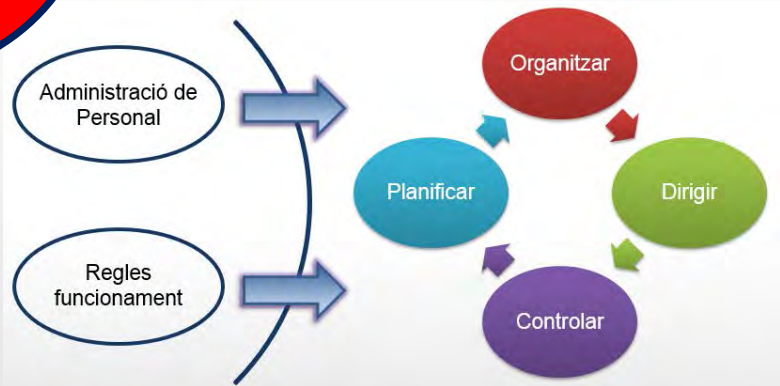 Administració de
Personal
Regles
funcionament
Organitzar
Planificar
Dirigir
Controlar